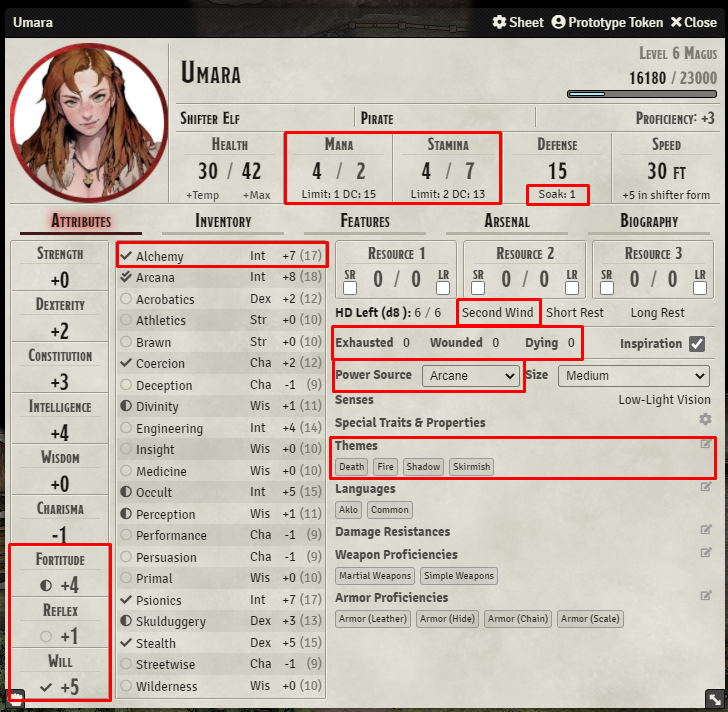 Umara
Sheet Prototype Token Close
Umara
Level 6 Magus
16180 / 23000
Shifter Elf Pirate Proficiency: +3
Health Mana Stamina Defense Speed
30 / 42 4 / 2 4 / 7 15 30 ft
+Temp +Max Limit: 1 DC: 15 Limit: 2 DC: 13 Soak: 1 +5 in shifter form
Attributes Inventory Features Arsenal Biography
Strength
+0
Dexterity
+2
Constitution
+3
Intelligence
+4
Wisdom
+0
Charisma
-1
Fortitude
+4
Reflex
+1
Will
+5
Alchemy Int +7 (17)
Arcana Int +8 (18)
Acrobatics Dex +2 (12)
Athletics Str +0 (10)
Brawn Str +0 (10)
Coercion Cha +2 (12)
Deception Cha -1 (9)
Divinity Wis +1 (11)
Engineering Int +4 (14)
Insight Wis +0 (10)
Medicine Wis +0 (10)
Occult Int +5 (15)
Perception Wis +1 (11)
Performance Cha -1 (9)
Persuasion Cha -1 (9)
Primal Wis +0 (10)
Psionics Int +7 (17)
Skulduggery Dex +3 (13)
Stealth Dex +5 (15)
Streetwise Cha -1 (9)
Wilderness Wis +0 (10)
Resource 1 Resource 2 Resource 3
SR 0 / 0 LR SR 0 / 0 LR SR 0 / 0 LR
HD Left (d8 ): 6 / 6 Second Wind Short Rest Long Rest
Exhausted 0 Wounded 0 Dying 0 Inspiration
Power Source Arcane Size Medium
Senses Low-Light Vision
Special Traits & Properties
Themes
Death Fire Shadow Skirmish
Languages
Aklo Common
Damage Resistances
Weapon Proficiencies
Martial Weapons Simple Weapons
Armor Proficiencies
Armor (Leather) Armor (Hide) Armor (Chain) Armor (Scale)